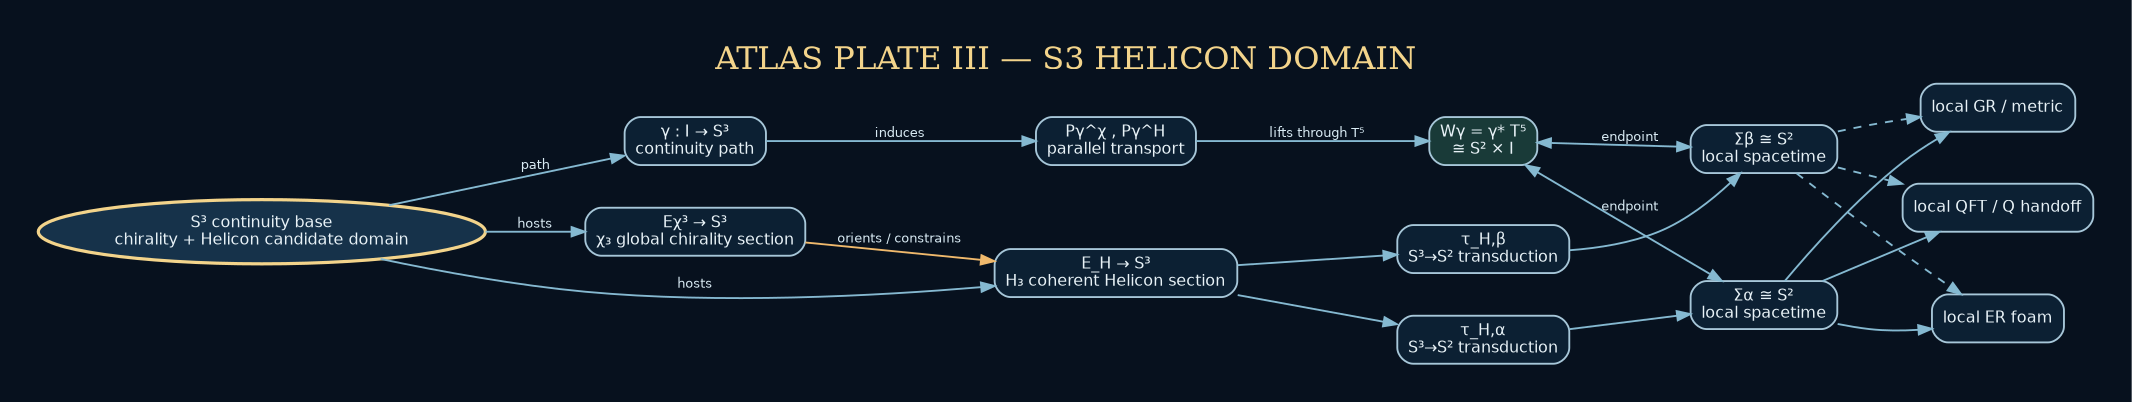 ATLAS PLATE III — S3 HELICON DOMAIN
S³ continuity base
chirality + Helicon candidate domain
path
hosts
hosts
γ : I → S³
continuity path
Eχ³ → S³
χ₃ global chirality section
induces
orients / constrains
Pγ^χ , Pγ^H
parallel transport
E_H → S³
H₃ coherent Helicon section
lifts through T⁵
Wγ = γ* T⁵
≅ S² × I
τ_H,β
S³→S² transduction
τ_H,α
S³→S² transduction
endpoint
endpoint
Σβ ≅ S²
local spacetime
Σα ≅ S²
local spacetime
local GR / metric
local QFT / Q handoff
local ER foam